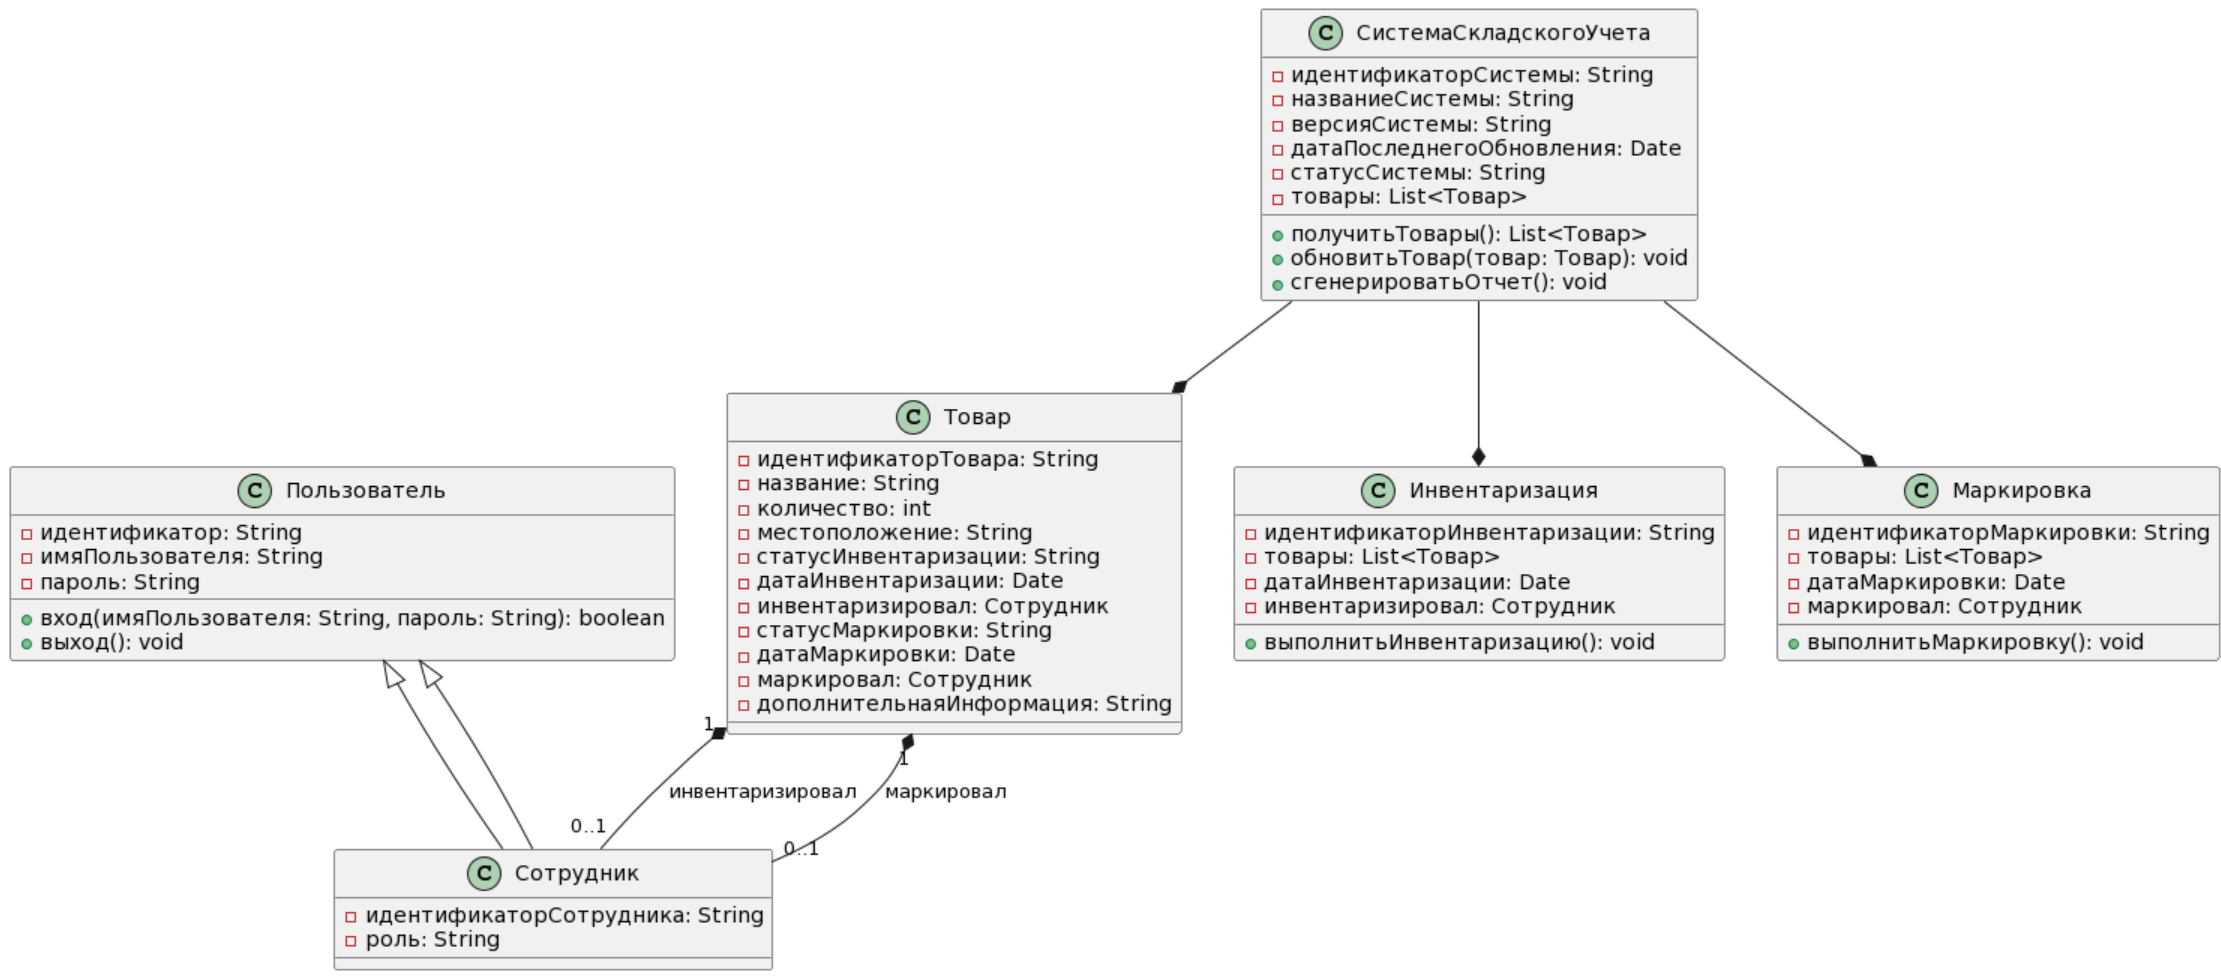 C СистемаСкладскогоУчета
идентификаторСистемы: String
названиеСистемы: String
версияСистемы: String
датаПоследнегоОбновления: Date
статусСистемы: String
товары: List<Товар>
получитьТовары(): List<Товар>
обновитьТовар(товар: Товар): void
сгенерироватьОтчет(): void
C Товар
идентификаторТовара: String
название: String
количество: int
местоположение: String
статусИнвентаризации: String
датаИнвентаризации: Date
инвентаризировал: Сотрудник
статусМаркировки: String
датаМаркировки: Date
маркировал: Сотрудник
дополнительнаяИнформация: String
C Пользователь
идентификатор: String
имяПользователя: String
пароль: String
вход(имяПользователя: String, пароль: String): boolean
выход(): void
C Инвентаризация
идентификаторИнвентаризации: String
товары: List<Товар>
датаИнвентаризации: Date
инвентаризировал: Сотрудник
выполнитьИнвентаризацию(): void
C Маркировка
идентификаторМаркировки: String
товары: List<Товар>
датаМаркировки: Date
маркировал: Сотрудник
выполнитьМаркировку(): void
1
1
инвентаризировал
маркировал
0..1
0..1
C Сотрудник
идентификаторСотрудника: String
роль: String